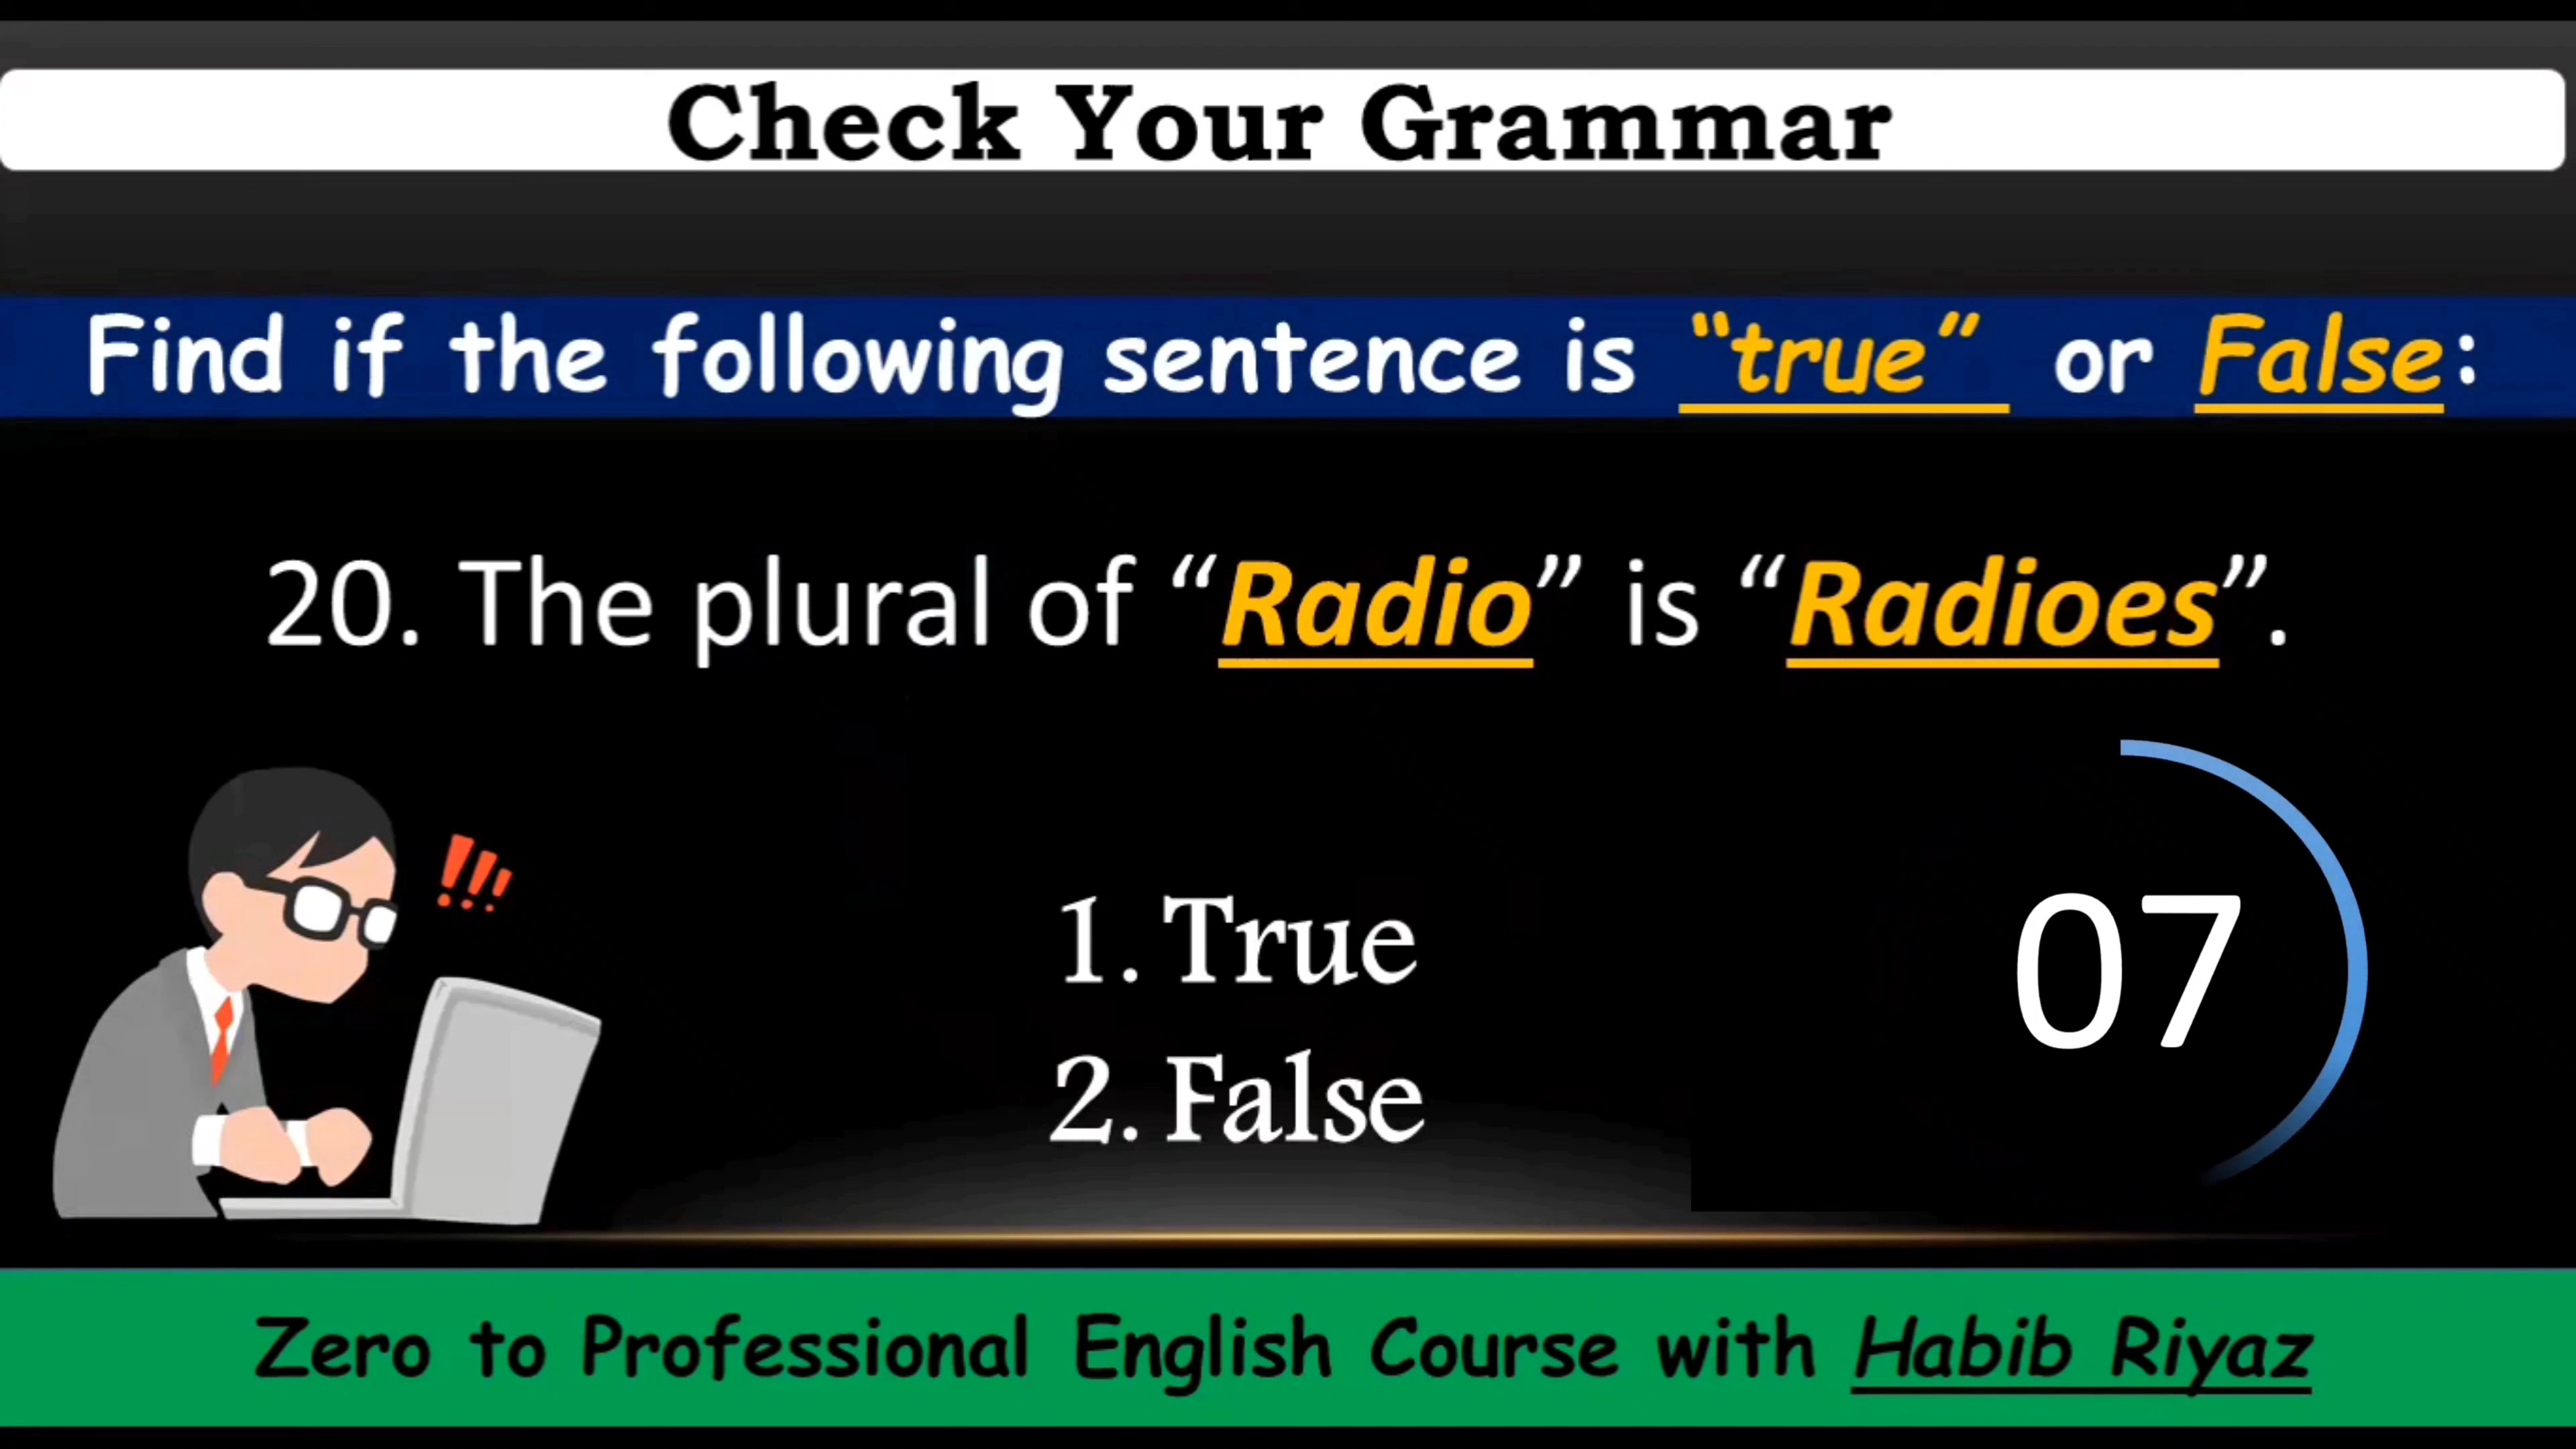 Check Your Grammar
Find if the following sentence is “true” or False:
20. The plural of “Radio” is “Radioes”.
!!!
1. True
07
2. False
Zero to Professional English Course with Habib Riyaz